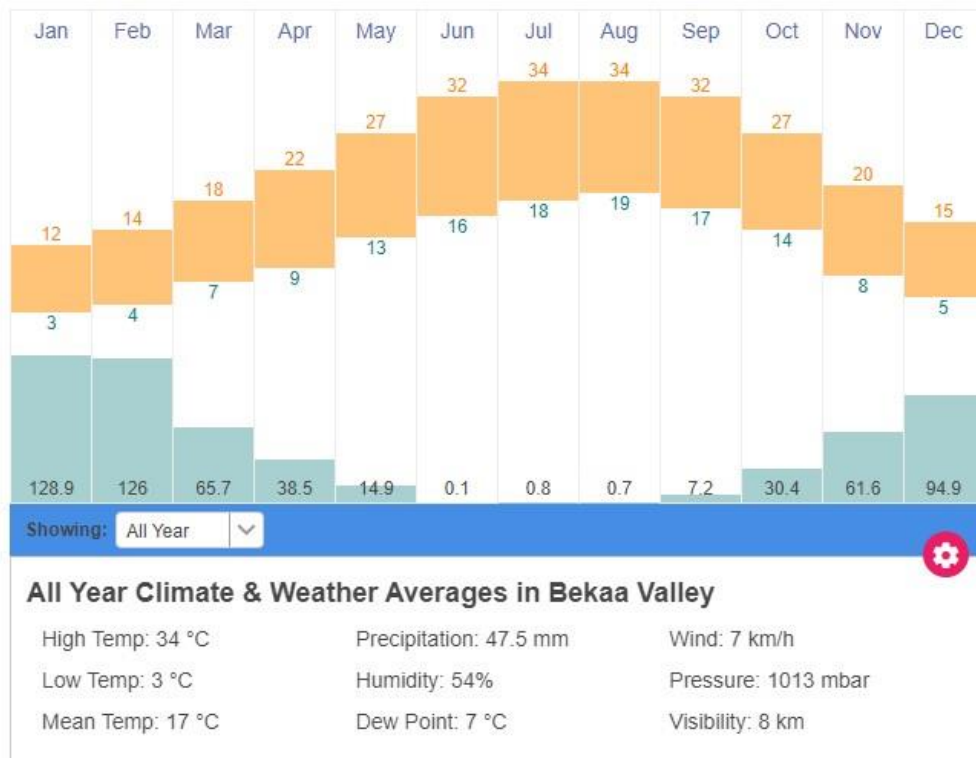 Jan Feb Mar Apr May Jun Jul Aug Sep Oct Nov Dec
12 14 18 22 27 32 34 34 32 27 20 15
3 4 7 9 13 16 18 19 17 14 8 5
128.9 126 65.7 38.5 14.9 0.1 0.8 0.7 7.2 30.4 61.6 94.9
Showing: All Year
All Year Climate & Weather Averages in Bekaa Valley
High Temp: 34 °C Precipitation: 47.5 mm Wind: 7 km/h
Low Temp: 3 °C Humidity: 54% Pressure: 1013 mbar
Mean Temp: 17 °C Dew Point: 7 °C Visibility: 8 km